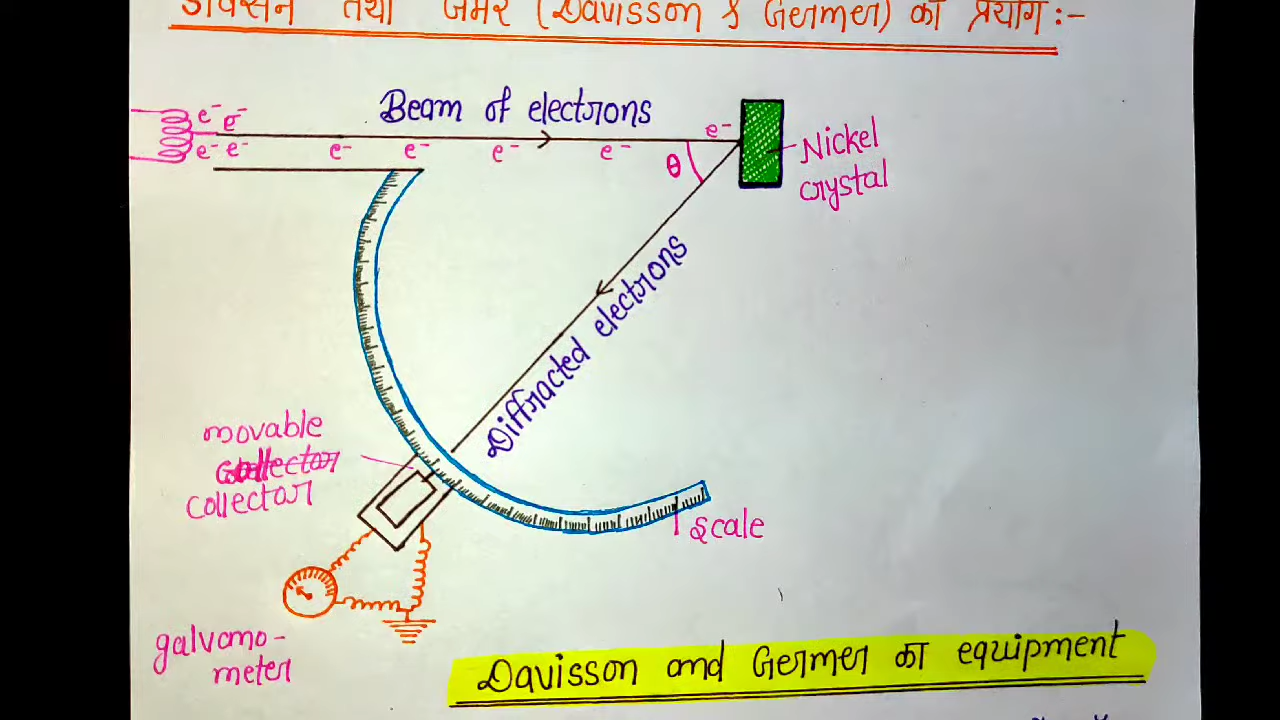 डेविसन तथा जर्मर (Davisson & Germer) का प्रयोग :-
Beam of electrons
e⁻ e⁻
e⁻ e⁻ e⁻ e⁻ e⁻ e⁻ e⁻
θ
Nickel
crystal
Diffracted electrons
movable
collector
scale
galvano-
meter
Davisson and Germer का equipment